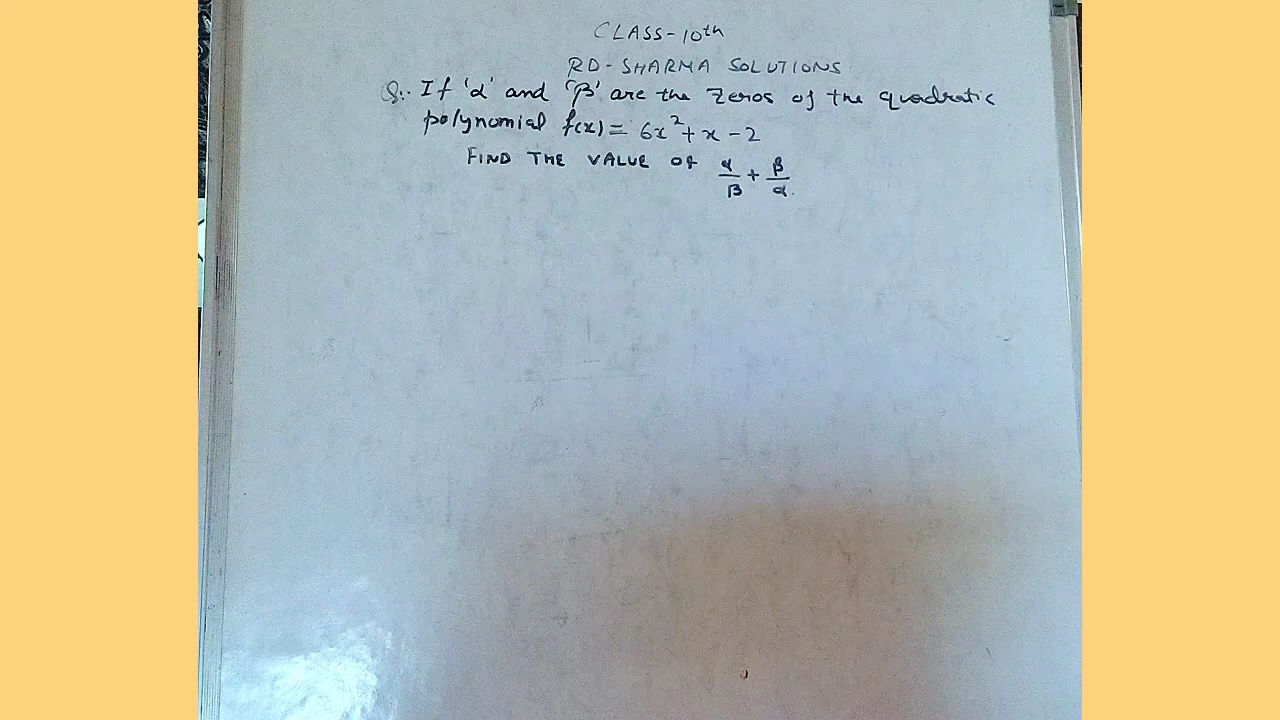 CLASS-10th
RD-SHARMA SOLUTIONS
Q:- If 'α' and 'β' are the zeros of the quadratic
polynomial f(x) = 6x²+x-2
FIND THE VALUE OF α/β + β/α.